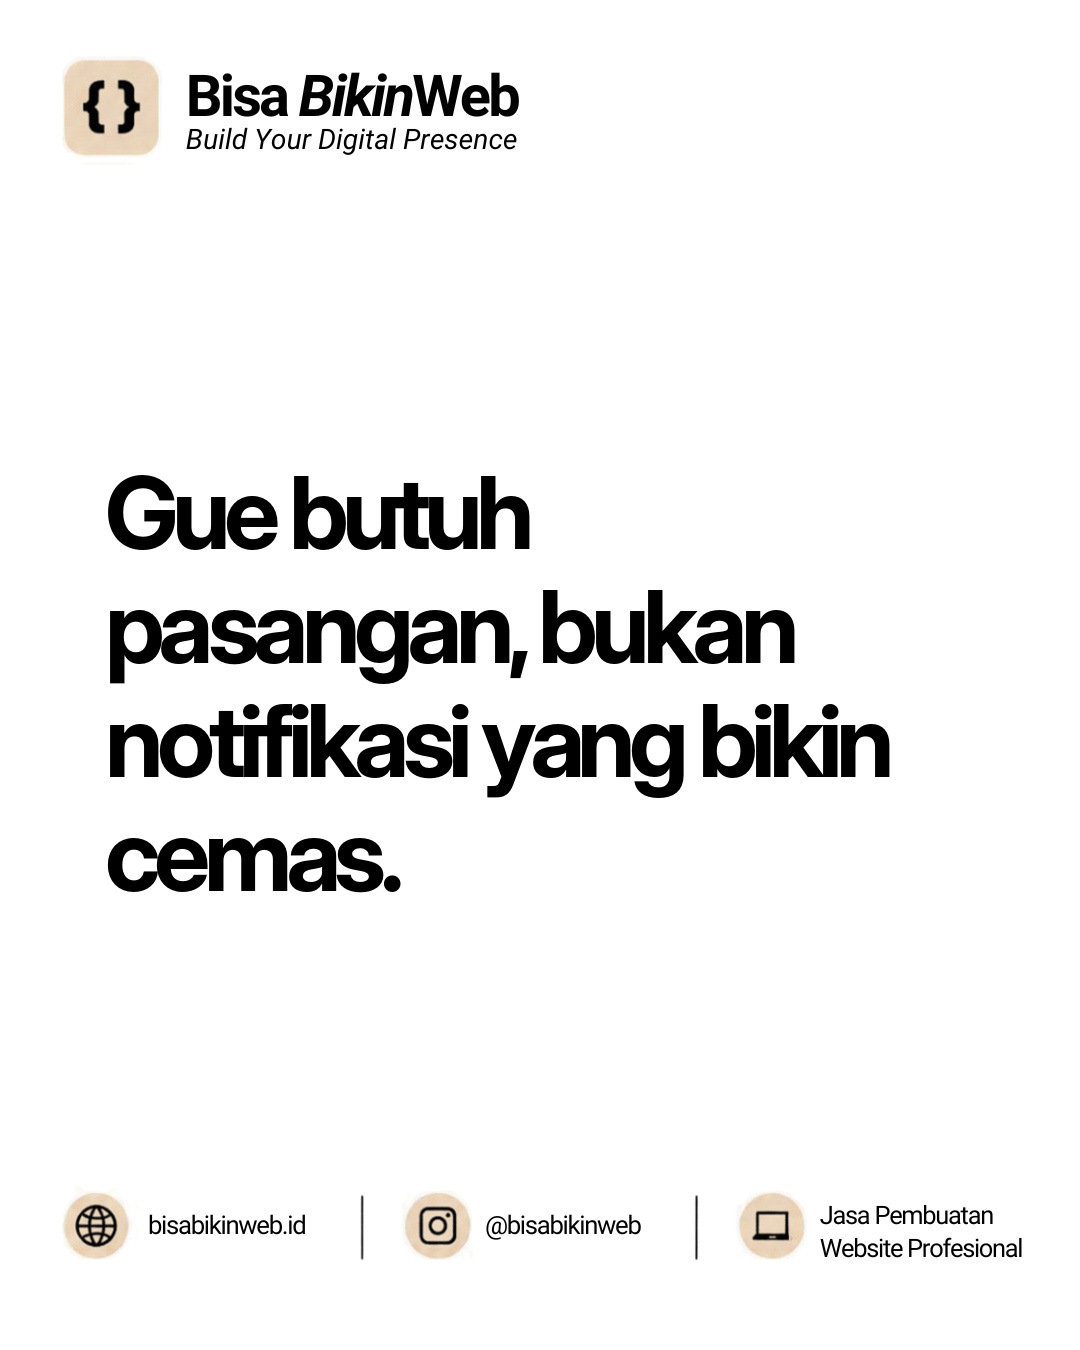 { }
Bisa BikinWeb
Build Your Digital Presence
Gue butuh
pasangan, bukan
notifikasi yang bikin
cemas.
bisabikinweb.id
@bisabikinweb
Jasa Pembuatan
Website Profesional